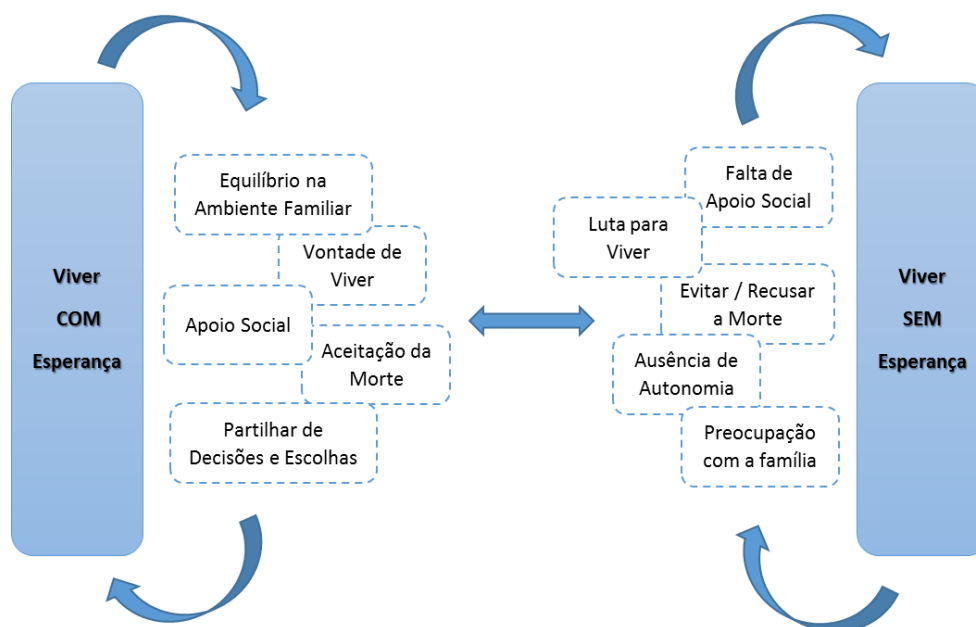 Viver
COM
Esperança
Equilíbrio na
Ambiente Familiar
Vontade de
Viver
Apoio Social
Aceitação da
Morte
Partilhar de
Decisões e Escolhas
Falta de
Apoio Social
Luta para
Viver
Evitar / Recusar
a Morte
Ausência de
Autonomia
Preocupação
com a família
Viver
SEM
Esperança